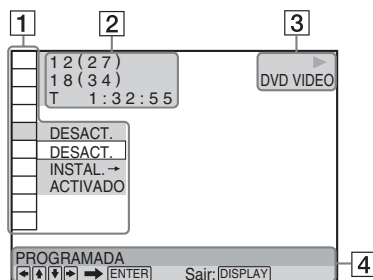 1 2 3
12(27)
18(34)
T 1:32:55
DVD VIDEO
DESACT.
DESACT.
INSTAL.→
ACTIVADO
PROGRAMADA
ENTER Sair: DISPLAY
4